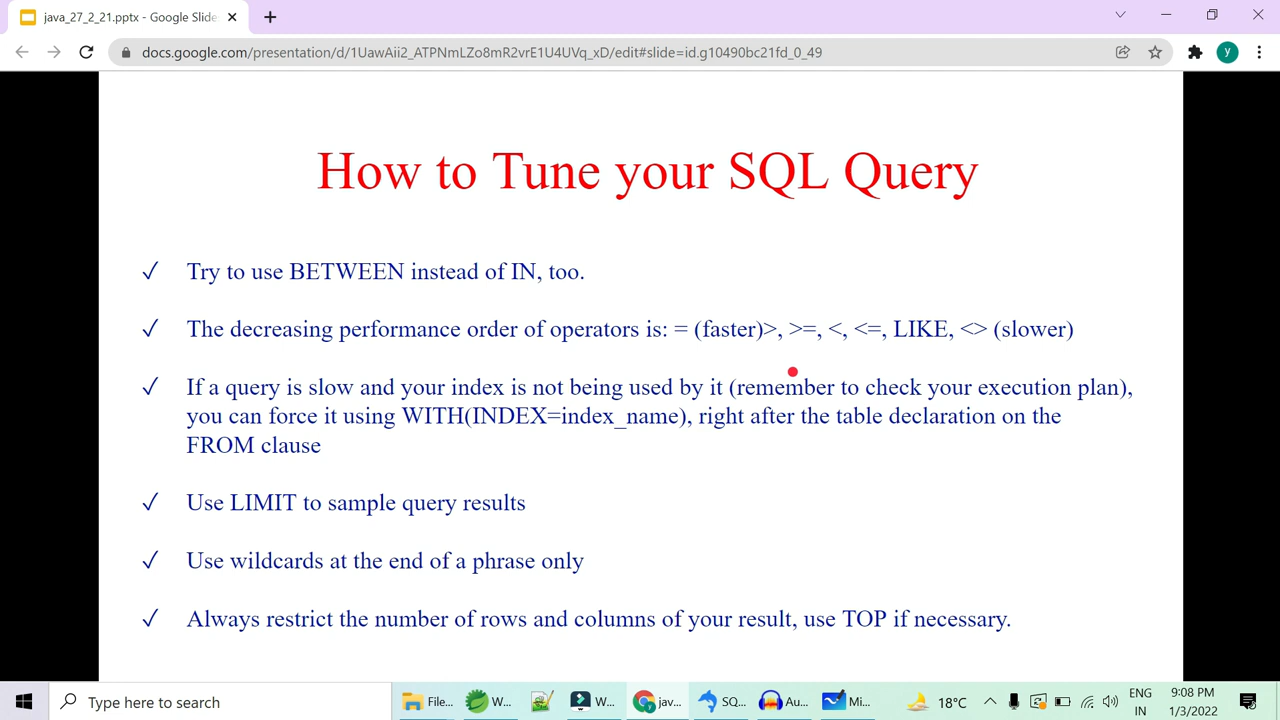 java_27_2_21.pptx - Google Slide
docs.google.com/presentation/d/1UawAii2_ATPNmLZo8mR2vrE1U4UVq_xD/edit#slide=id.g10490bc21fd_0_49
y
How to Tune your SQL Query
✓ Try to use BETWEEN instead of IN, too.
✓ The decreasing performance order of operators is: = (faster)>, >=, <, <=, LIKE, <> (slower)
✓ If a query is slow and your index is not being used by it (remember to check your execution plan),
you can force it using WITH(INDEX=index_name), right after the table declaration on the
FROM clause
✓ Use LIMIT to sample query results
✓ Use wildcards at the end of a phrase only
✓ Always restrict the number of rows and columns of your result, use TOP if necessary.
Type here to search
File...
W...
W...
jav...
SQ...
Au...
Mi...
18°C
ENG
IN
9:08 PM
1/3/2022